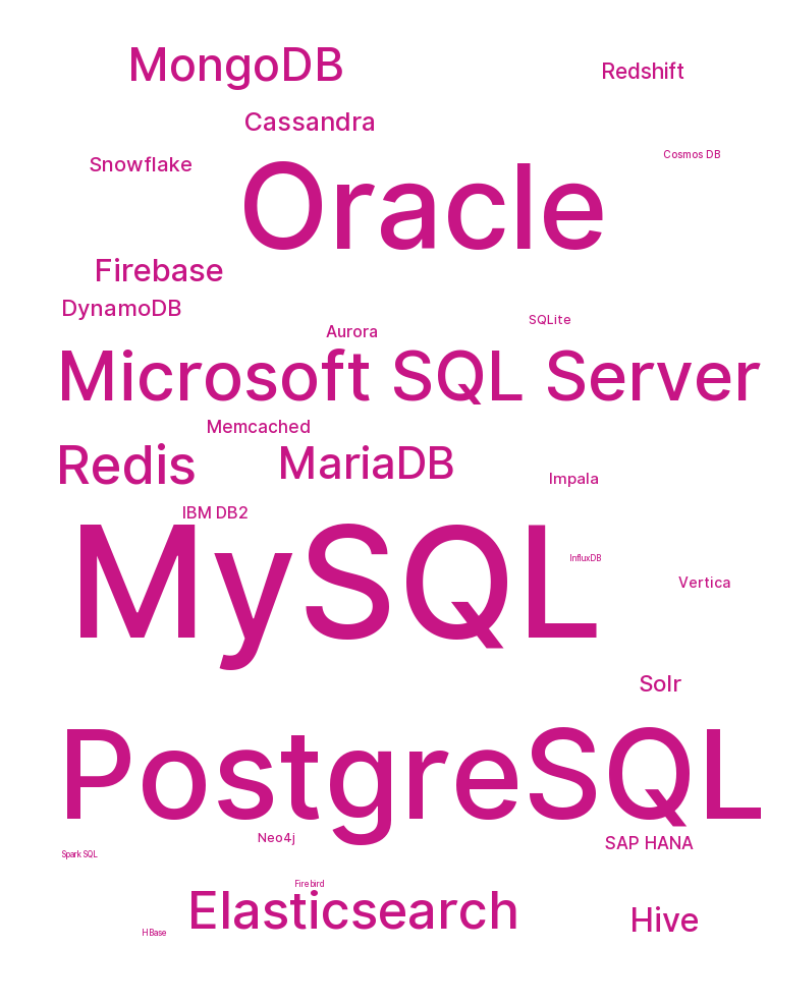 MongoDB
Redshift
Cassandra
Cosmos DB
Snowflake
Oracle
Firebase
DynamoDB
SQLite
Aurora
Microsoft SQL Server
Memcached
Redis
MariaDB
Impala
IBM DB2
MySQL
InfluxDB
Vertica
Solr
PostgreSQL
Neo4j
SAP HANA
Spark SQL
Firebird
Elasticsearch
Hive
HBase